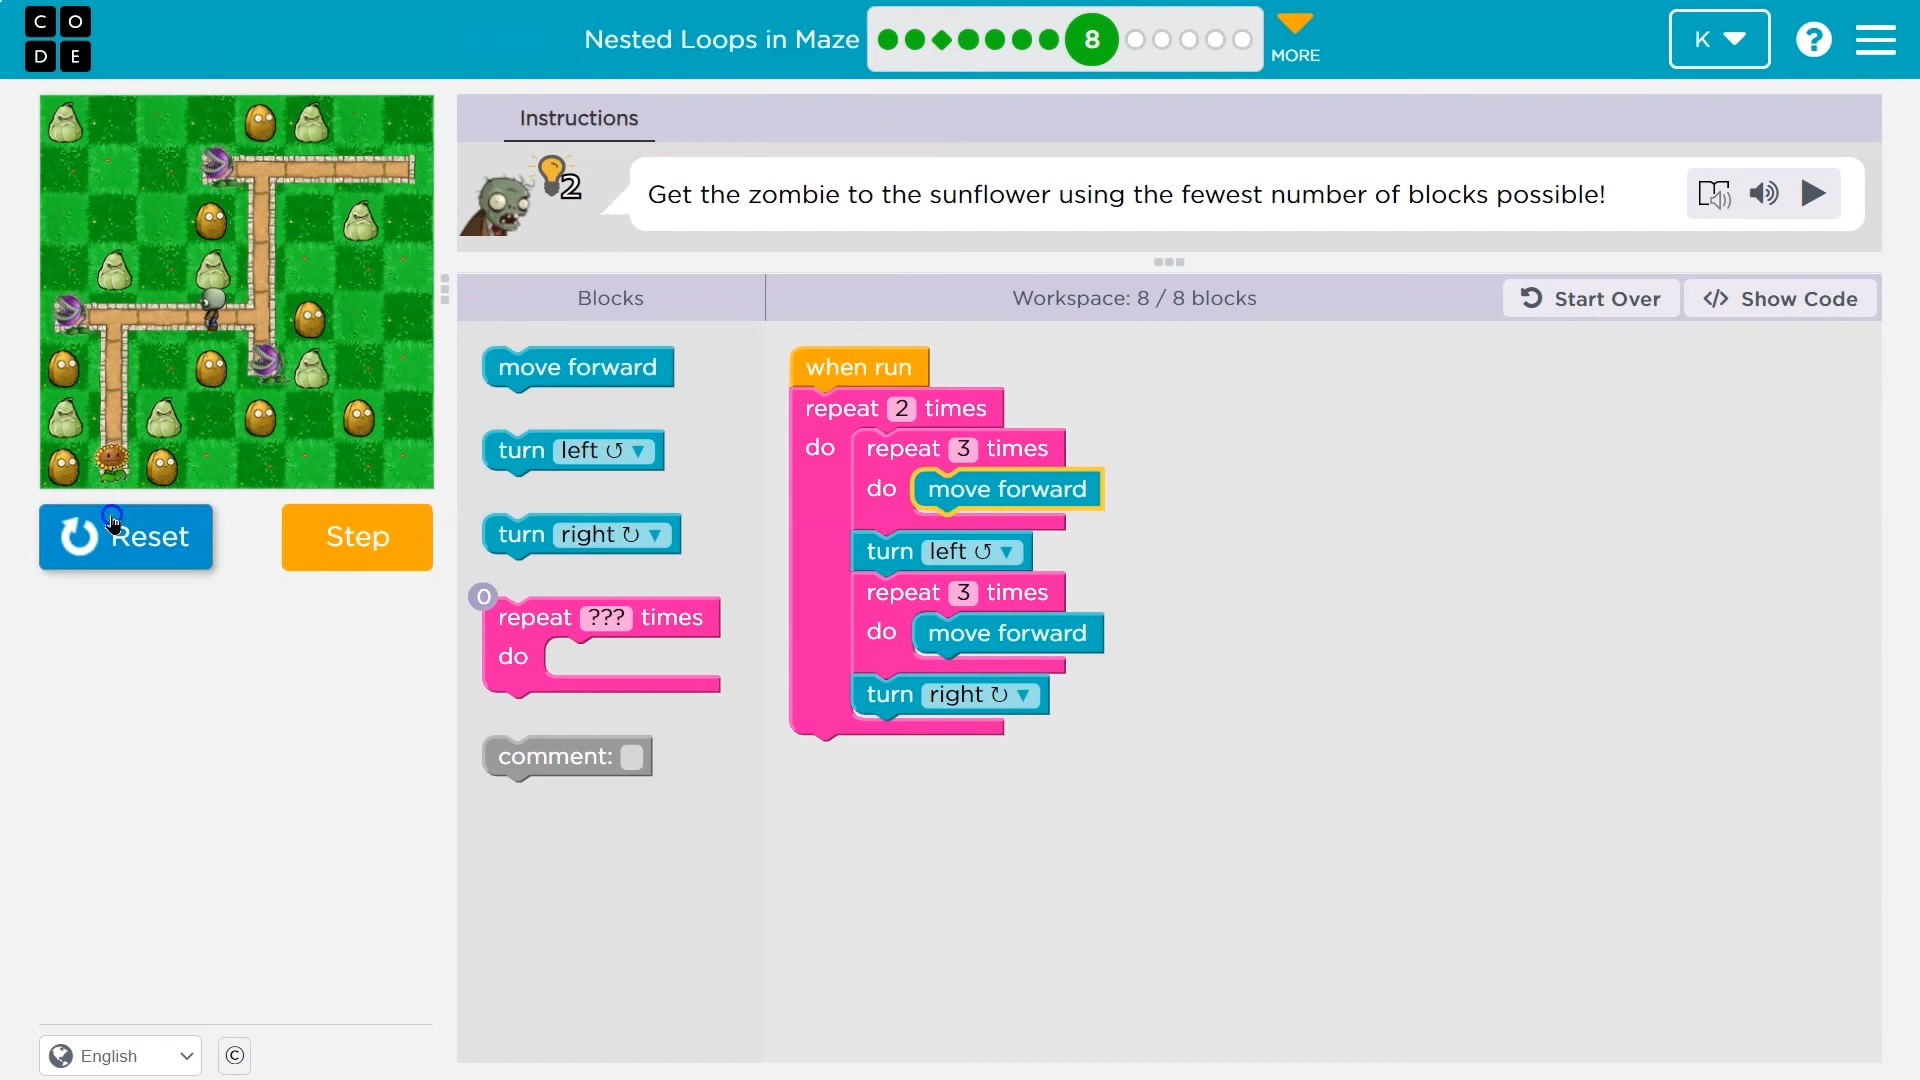 C O
D E
Nested Loops in Maze
8
MORE
K
?
Instructions
2
Get the zombie to the sunflower using the fewest number of blocks possible!
Blocks
Workspace: 8 / 8 blocks
Start Over
</> Show Code
move forward
turn left ↺ ▼
turn right ↻ ▼
0
repeat ??? times
do
comment:
when run
repeat 2 times
do
repeat 3 times
do move forward
turn left ↺ ▼
repeat 3 times
do move forward
turn right ↻ ▼
Reset
Step
English
©